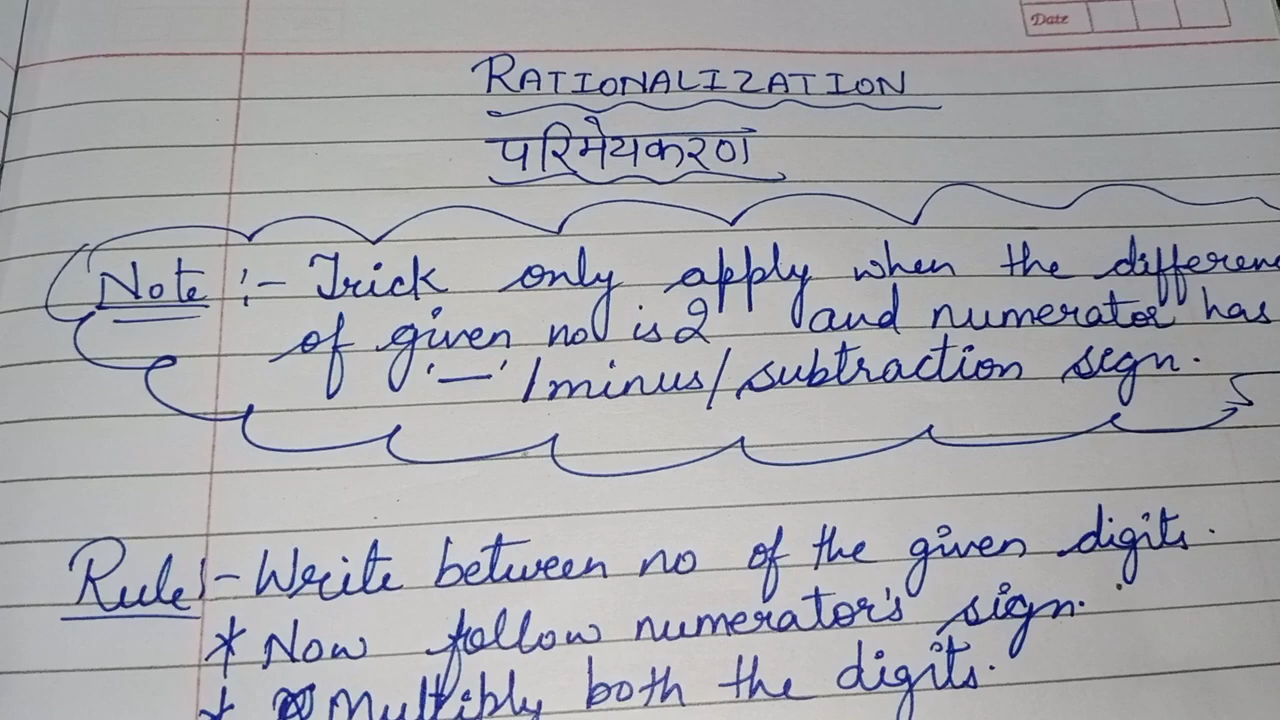 Date
RATIONALIZATION
परिमेयकरण
Note :- Trick only apply when the differen
of given no is 2 and numerator has
'—' /minus/ subtraction sign.
Rule:- Write between no of the given digits.
* Now follow numerator's sign.
* Multiply both the digits.